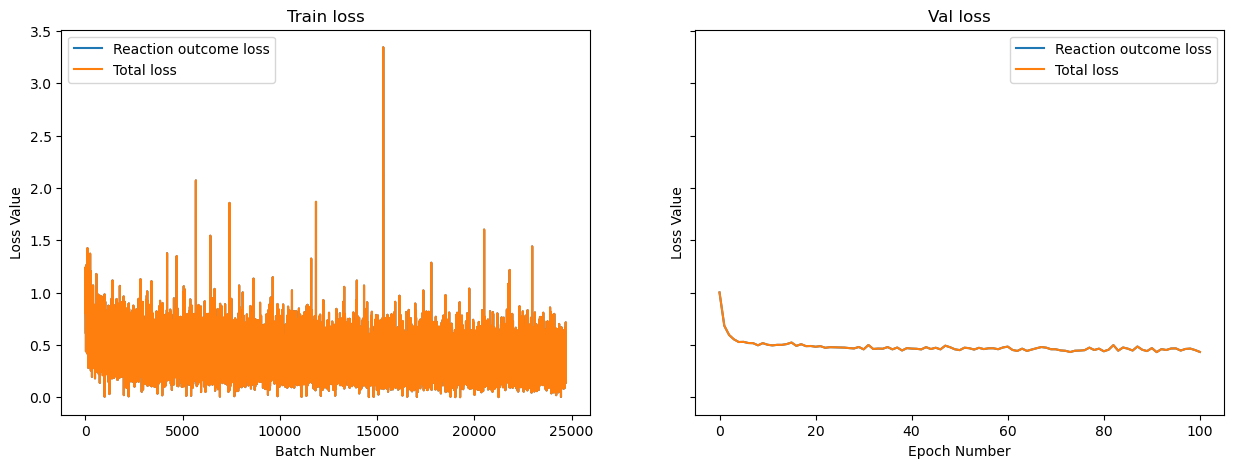 Train loss
Reaction outcome loss
Total loss
Loss Value
3.5
3.0
2.5
2.0
1.5
1.0
0.5
0.0
0
5000
10000
15000
20000
25000
Batch Number
Val loss
Reaction outcome loss
Total loss
Loss Value
0
20
40
60
80
100
Epoch Number